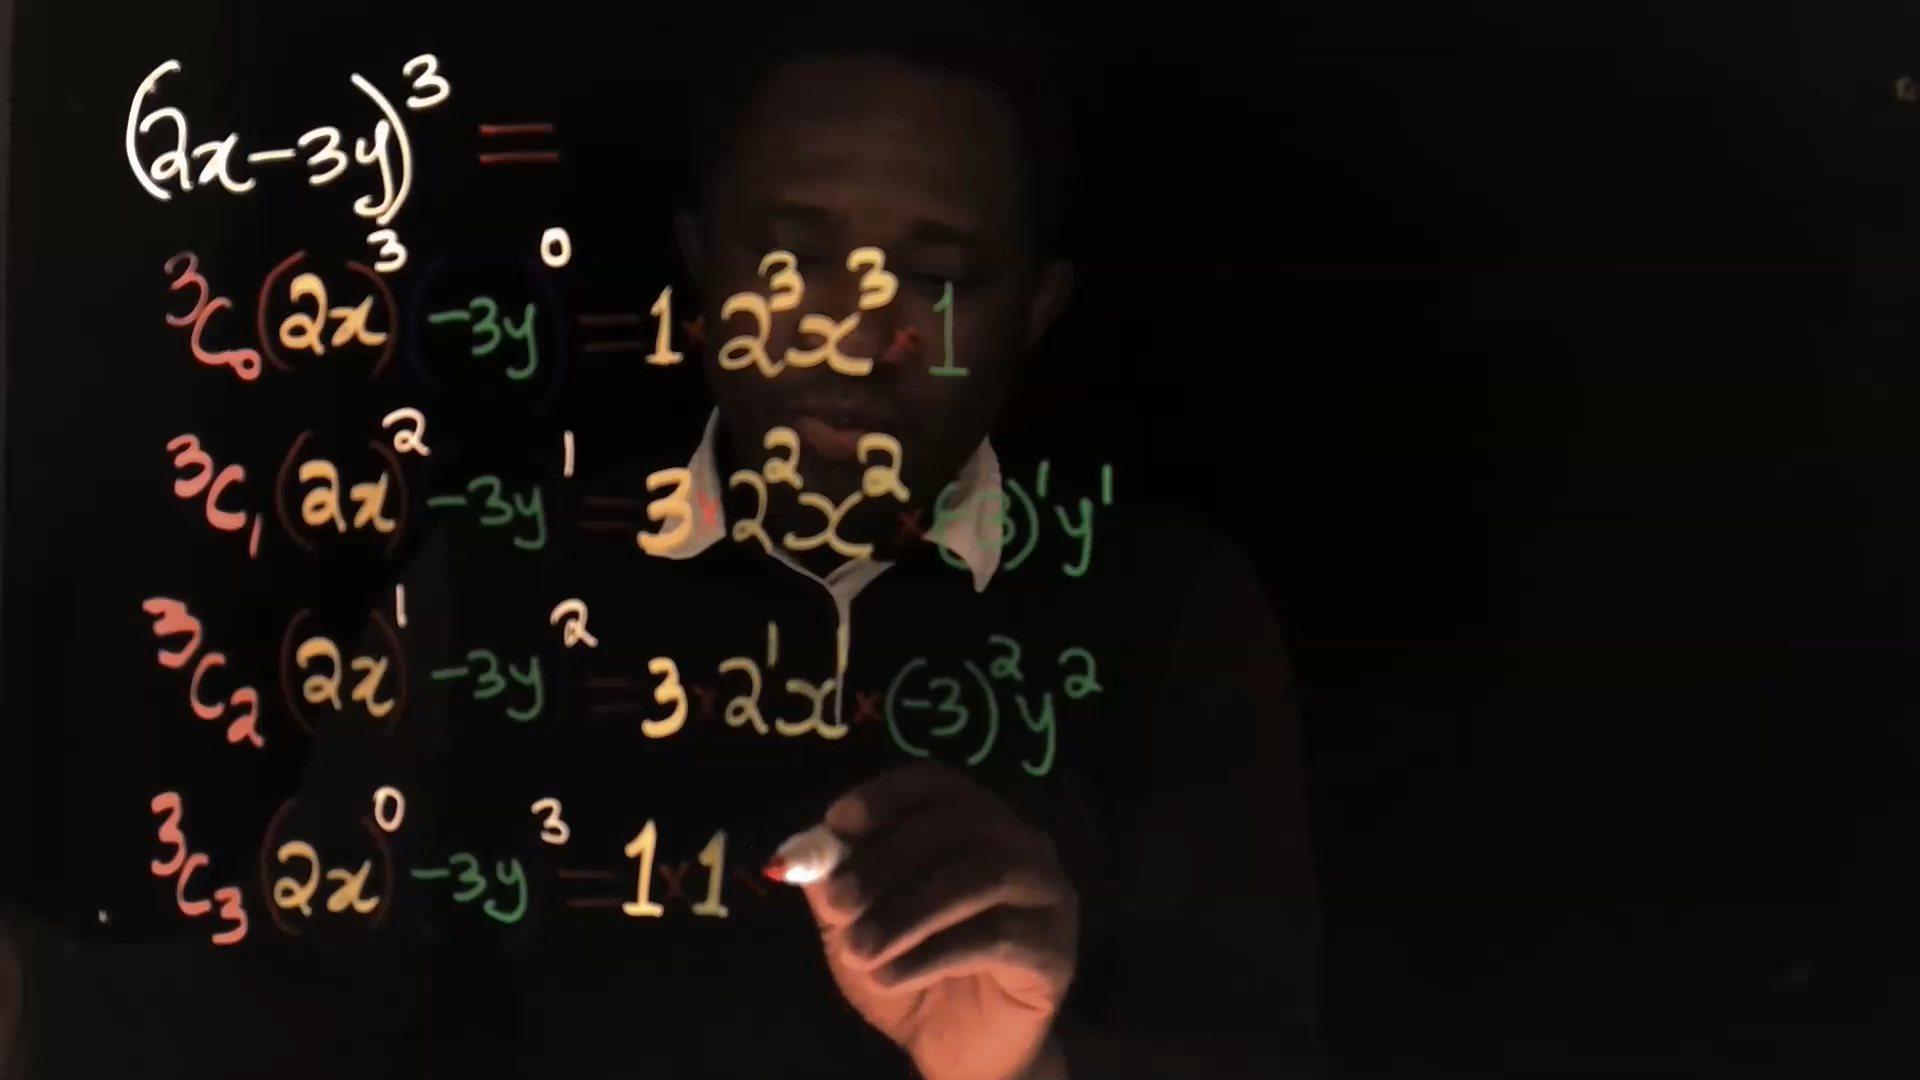 (2x-3y)³ =
³C₀(2x)³(-3y)⁰ = 1 × 2³x³ × 1
³C₁(2x)²(-3y)¹ = 3 × 2²x² × (-3)¹y¹
³C₂(2x)¹(-3y)² = 3 × 2¹x¹ × (-3)²y²
³C₃(2x)⁰(-3y)³ = 1 × 1 ×